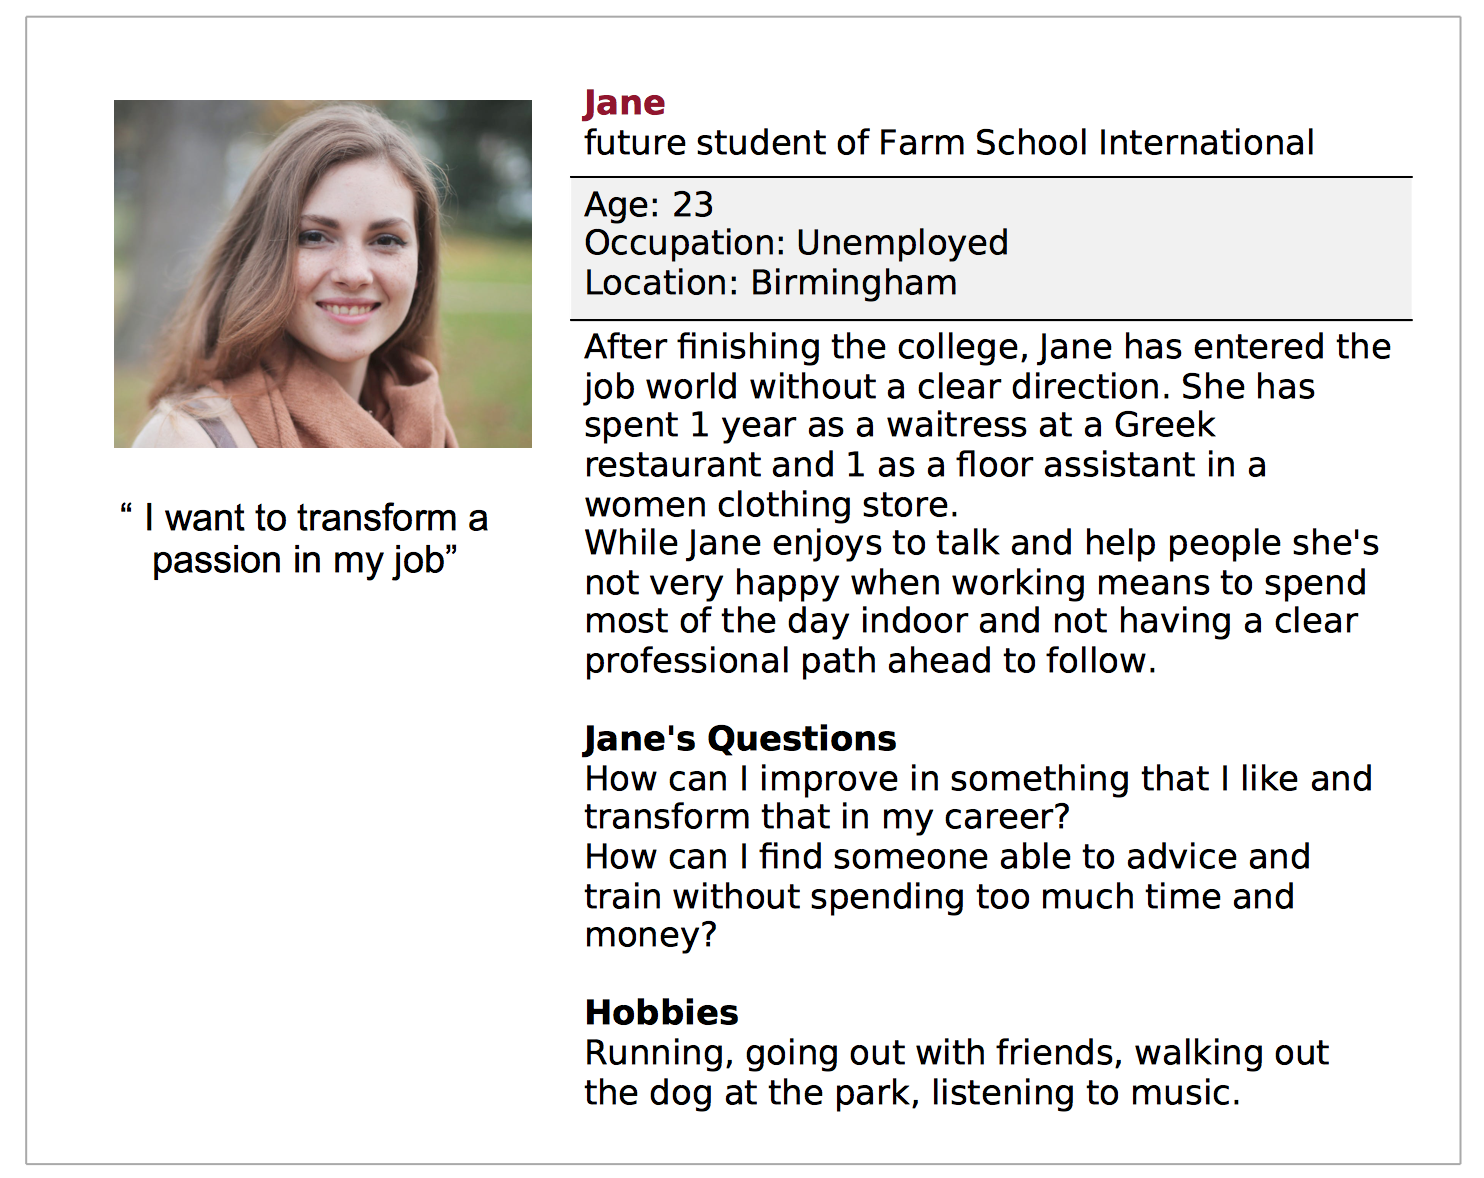 Jane
future student of Farm School International
Age: 23
Occupation: Unemployed
Location: Birmingham
After finishing the college, Jane has entered the
job world without a clear direction. She has
spent 1 year as a waitress at a Greek
restaurant and 1 as a floor assistant in a
women clothing store.
While Jane enjoys to talk and help people she's
not very happy when working means to spend
most of the day indoor and not having a clear
professional path ahead to follow.
Jane's Questions
How can I improve in something that I like and
transform that in my career?
How can I find someone able to advice and
train without spending too much time and
money?
Hobbies
Running, going out with friends, walking out
the dog at the park, listening to music.
“ I want to transform a
passion in my job”